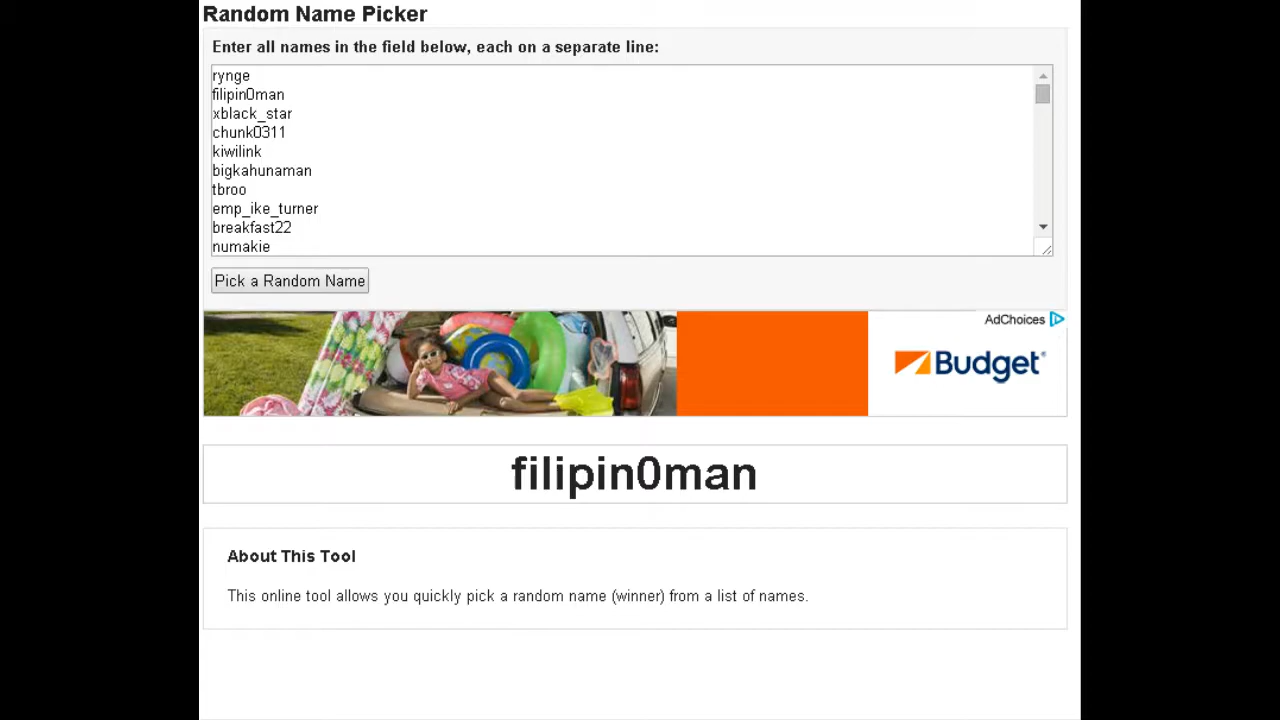 Random Name Picker
Enter all names in the field below, each on a separate line:
rynge
filipin0man
xblack_star
chunk0311
kiwilink
bigkahunaman
tbroo
emp_ike_turner
breakfast22
numakie
Pick a Random Name
AdChoices
Budget
filipin0man
About This Tool
This online tool allows you quickly pick a random name (winner) from a list of names.